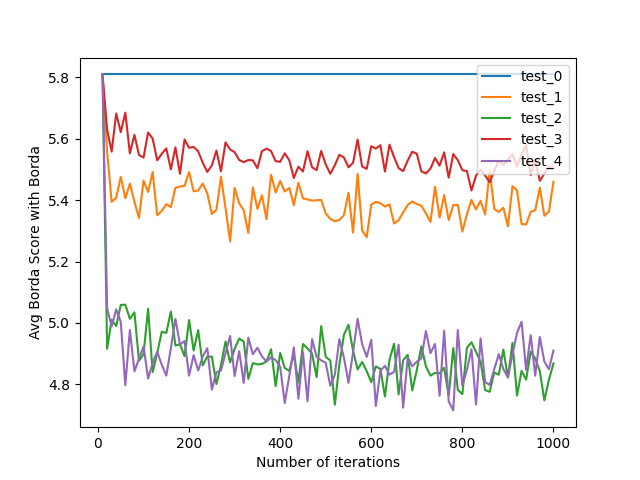 5.8
5.6
5.4
5.2
5.0
4.8
0
200
400
600
800
1000
Number of iterations
Avg Borda Score with Borda
test_0
test_1
test_2
test_3
test_4